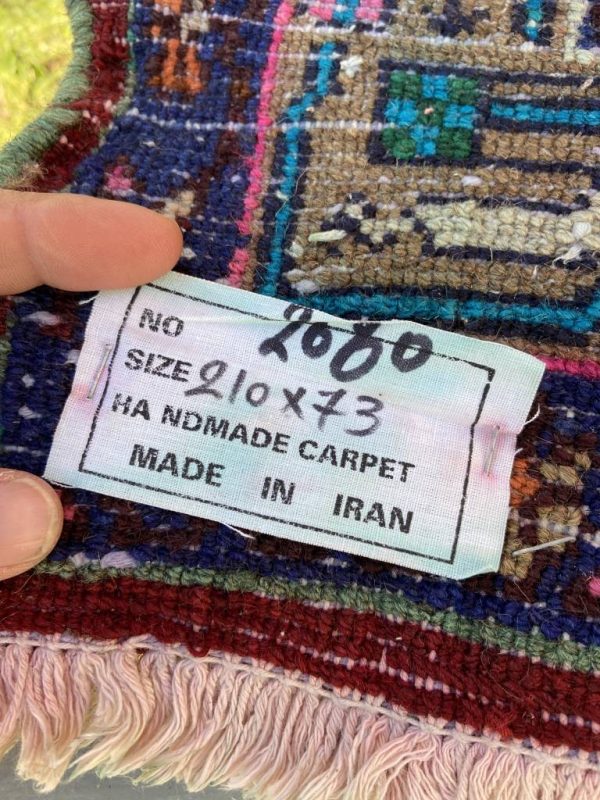 NO 2080
SIZE 210X73
HA NDMADE CARPET
MADE IN IRAN